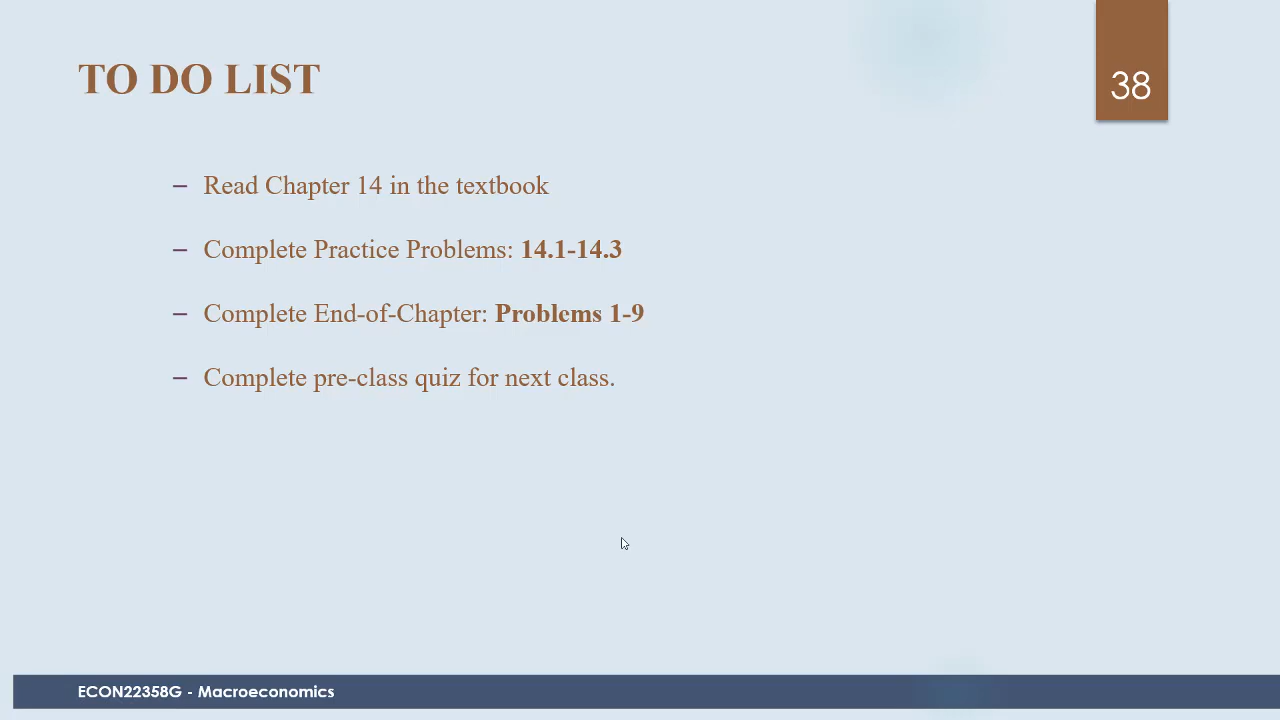 TO DO LIST
38
– Read Chapter 14 in the textbook
– Complete Practice Problems: 14.1-14.3
– Complete End-of-Chapter: Problems 1-9
– Complete pre-class quiz for next class.
ECON22358G - Macroeconomics